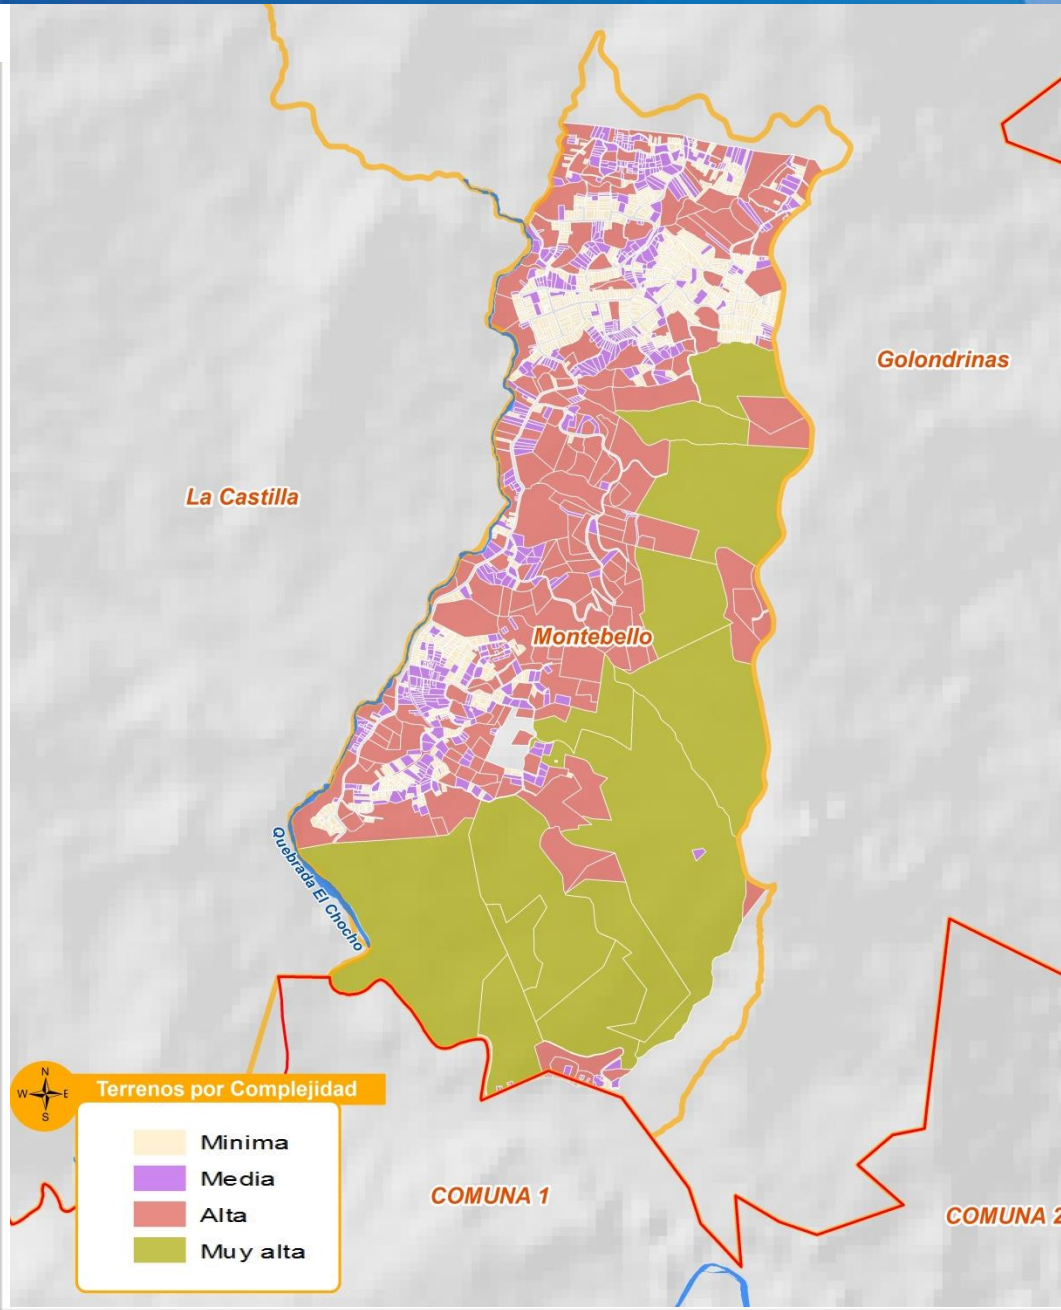 Golondrinas
La Castilla
Montebello
Quebrada El Chocho
N
W E
S
Terrenos por Complejidad
Minima
Media
Alta
Muy alta
COMUNA 1
COMUNA 2